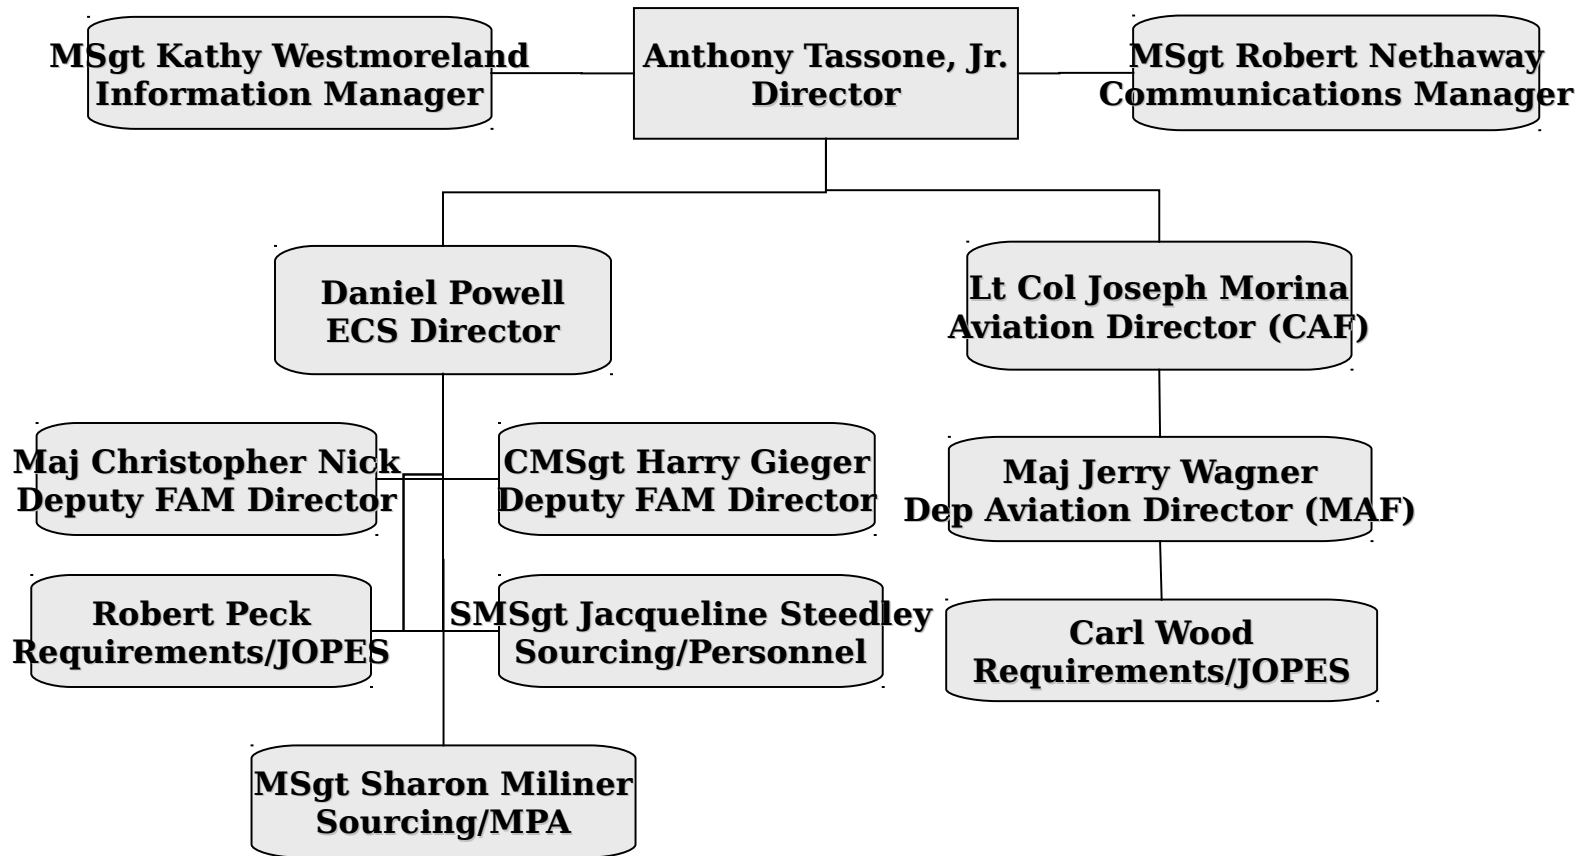 MSgt Kathy Westmoreland
Information Manager
Anthony Tassone, Jr.
Director
MSgt Robert Nethaway
Communications Manager
Daniel Powell
ECS Director
Lt Col Joseph Morina
Aviation Director (CAF)
Maj Christopher Nick
Deputy FAM Director
CMSgt Harry Gieger
Deputy FAM Director
Maj Jerry Wagner
Dep Aviation Director (MAF)
Robert Peck
Requirements/JOPES
SMSgt Jacqueline Steedley
Sourcing/Personnel
Carl Wood
Requirements/JOPES
MSgt Sharon Miliner
Sourcing/MPA